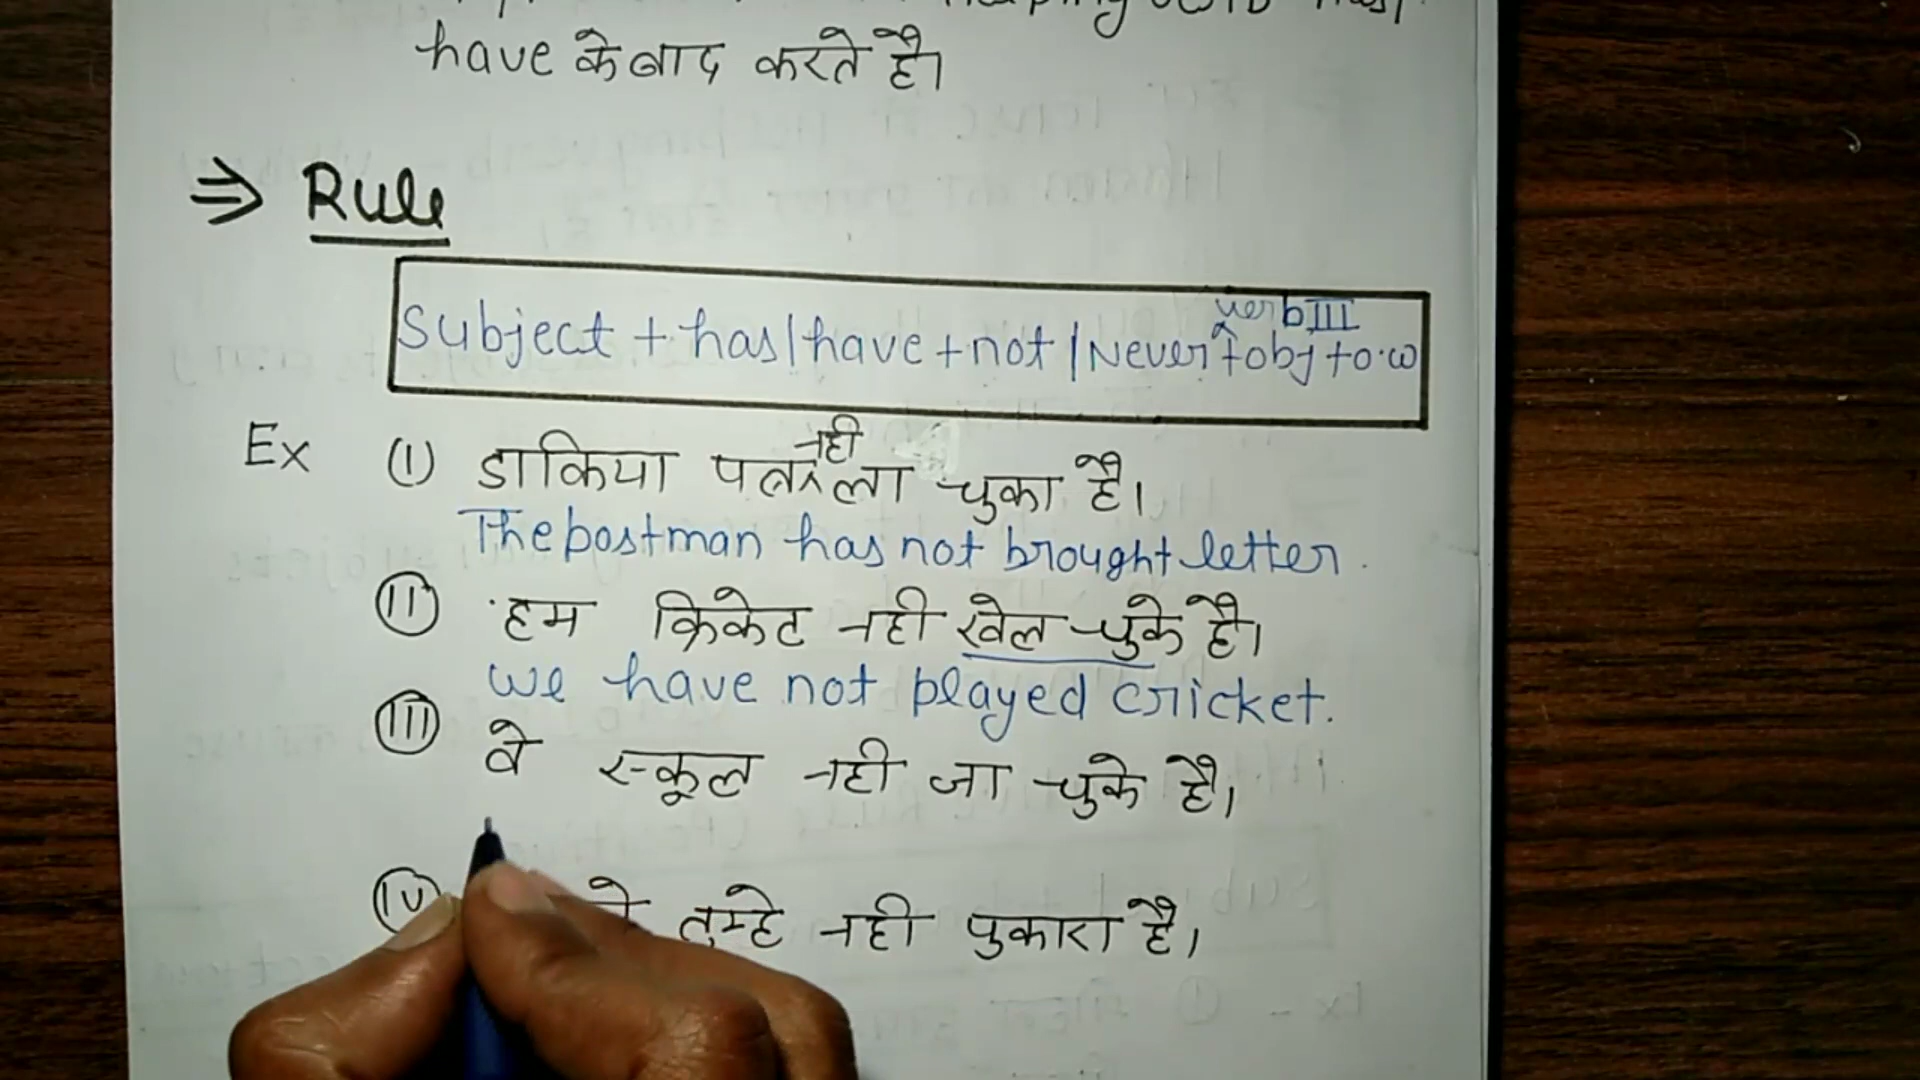 have के बाद करते है।
⇒ Rule
Subject + has/have + not / Never + verb III + obj + o.w
Ex (I) डाकिया पत्र नही ला चुका है।
The postman has not brought letter.
(II) हम क्रिकेट नही खेल चुके है।
We have not played cricket.
(III) वे स्कूल नही जा चुके है।
(IV) तुम्हे नही पुकारा है।